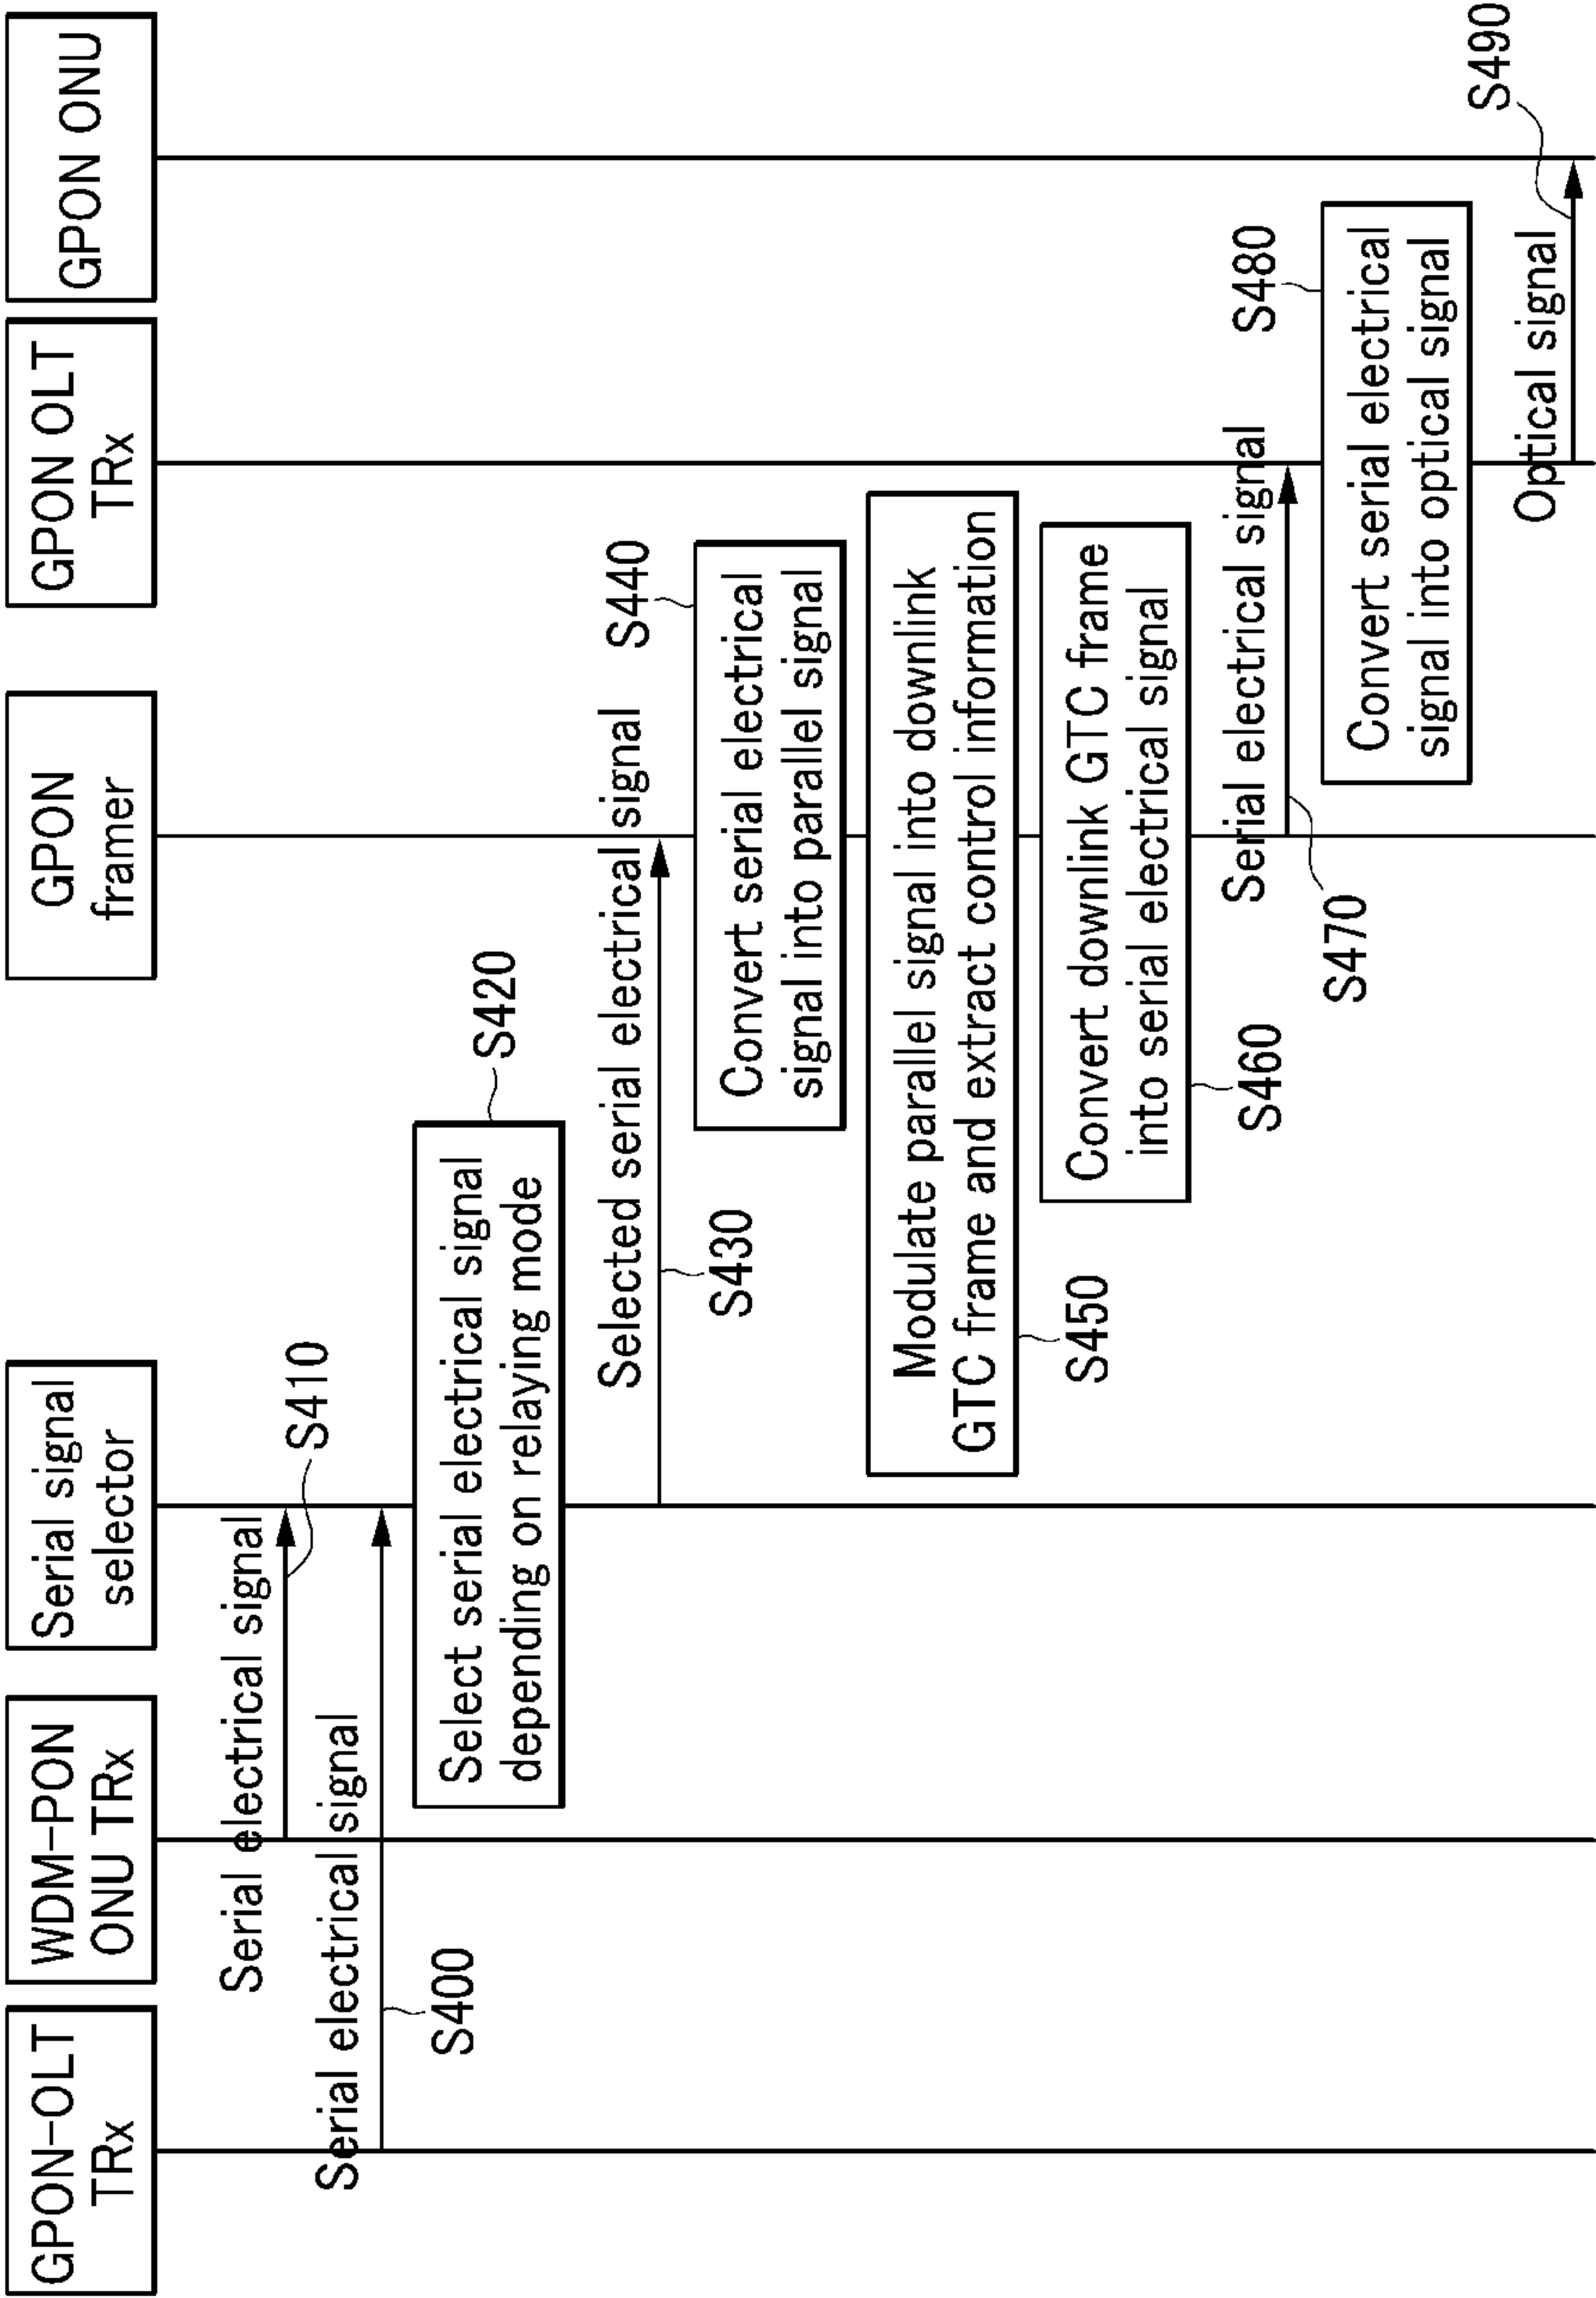 GPON-OLT
TRx
WDM-PON
ONU TRx
Serial signal
selector
GPON
framer
GPON OLT
TRx
GPON ONU
Serial electrical signal
S410
Serial electrical signal
S400
Select serial electrical signal
depending on relaying mode
S420
Selected serial electrical signal
S430
Convert serial electrical
signal into parallel signal
S440
Modulate parallel signal into downlink
GTC frame and extract control information
S450
Convert downlink GTC frame
into serial electrical signal
S460
Serial electrical signal
S470
Convert serial electrical
signal into optical signal
S480
Optical signal
S490